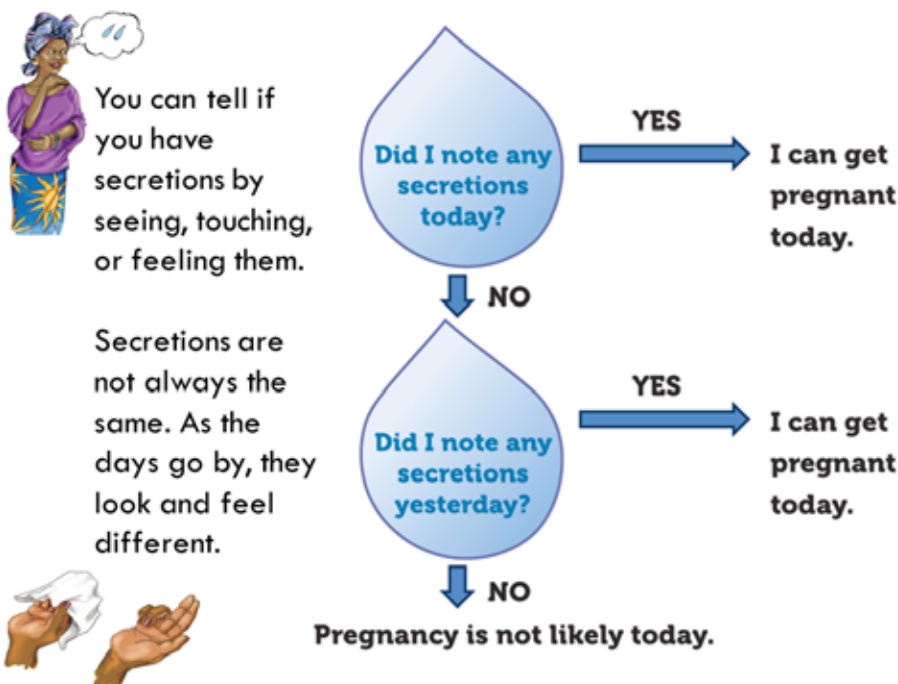 You can tell if
you have
secretions by
seeing, touching,
or feeling them.
Did I note any
secretions
today?
YES
I can get
pregnant
today.
NO
Secretions are
not always the
same. As the
days go by, they
look and feel
different.
Did I note any
secretions
yesterday?
YES
I can get
pregnant
today.
NO
Pregnancy is not likely today.